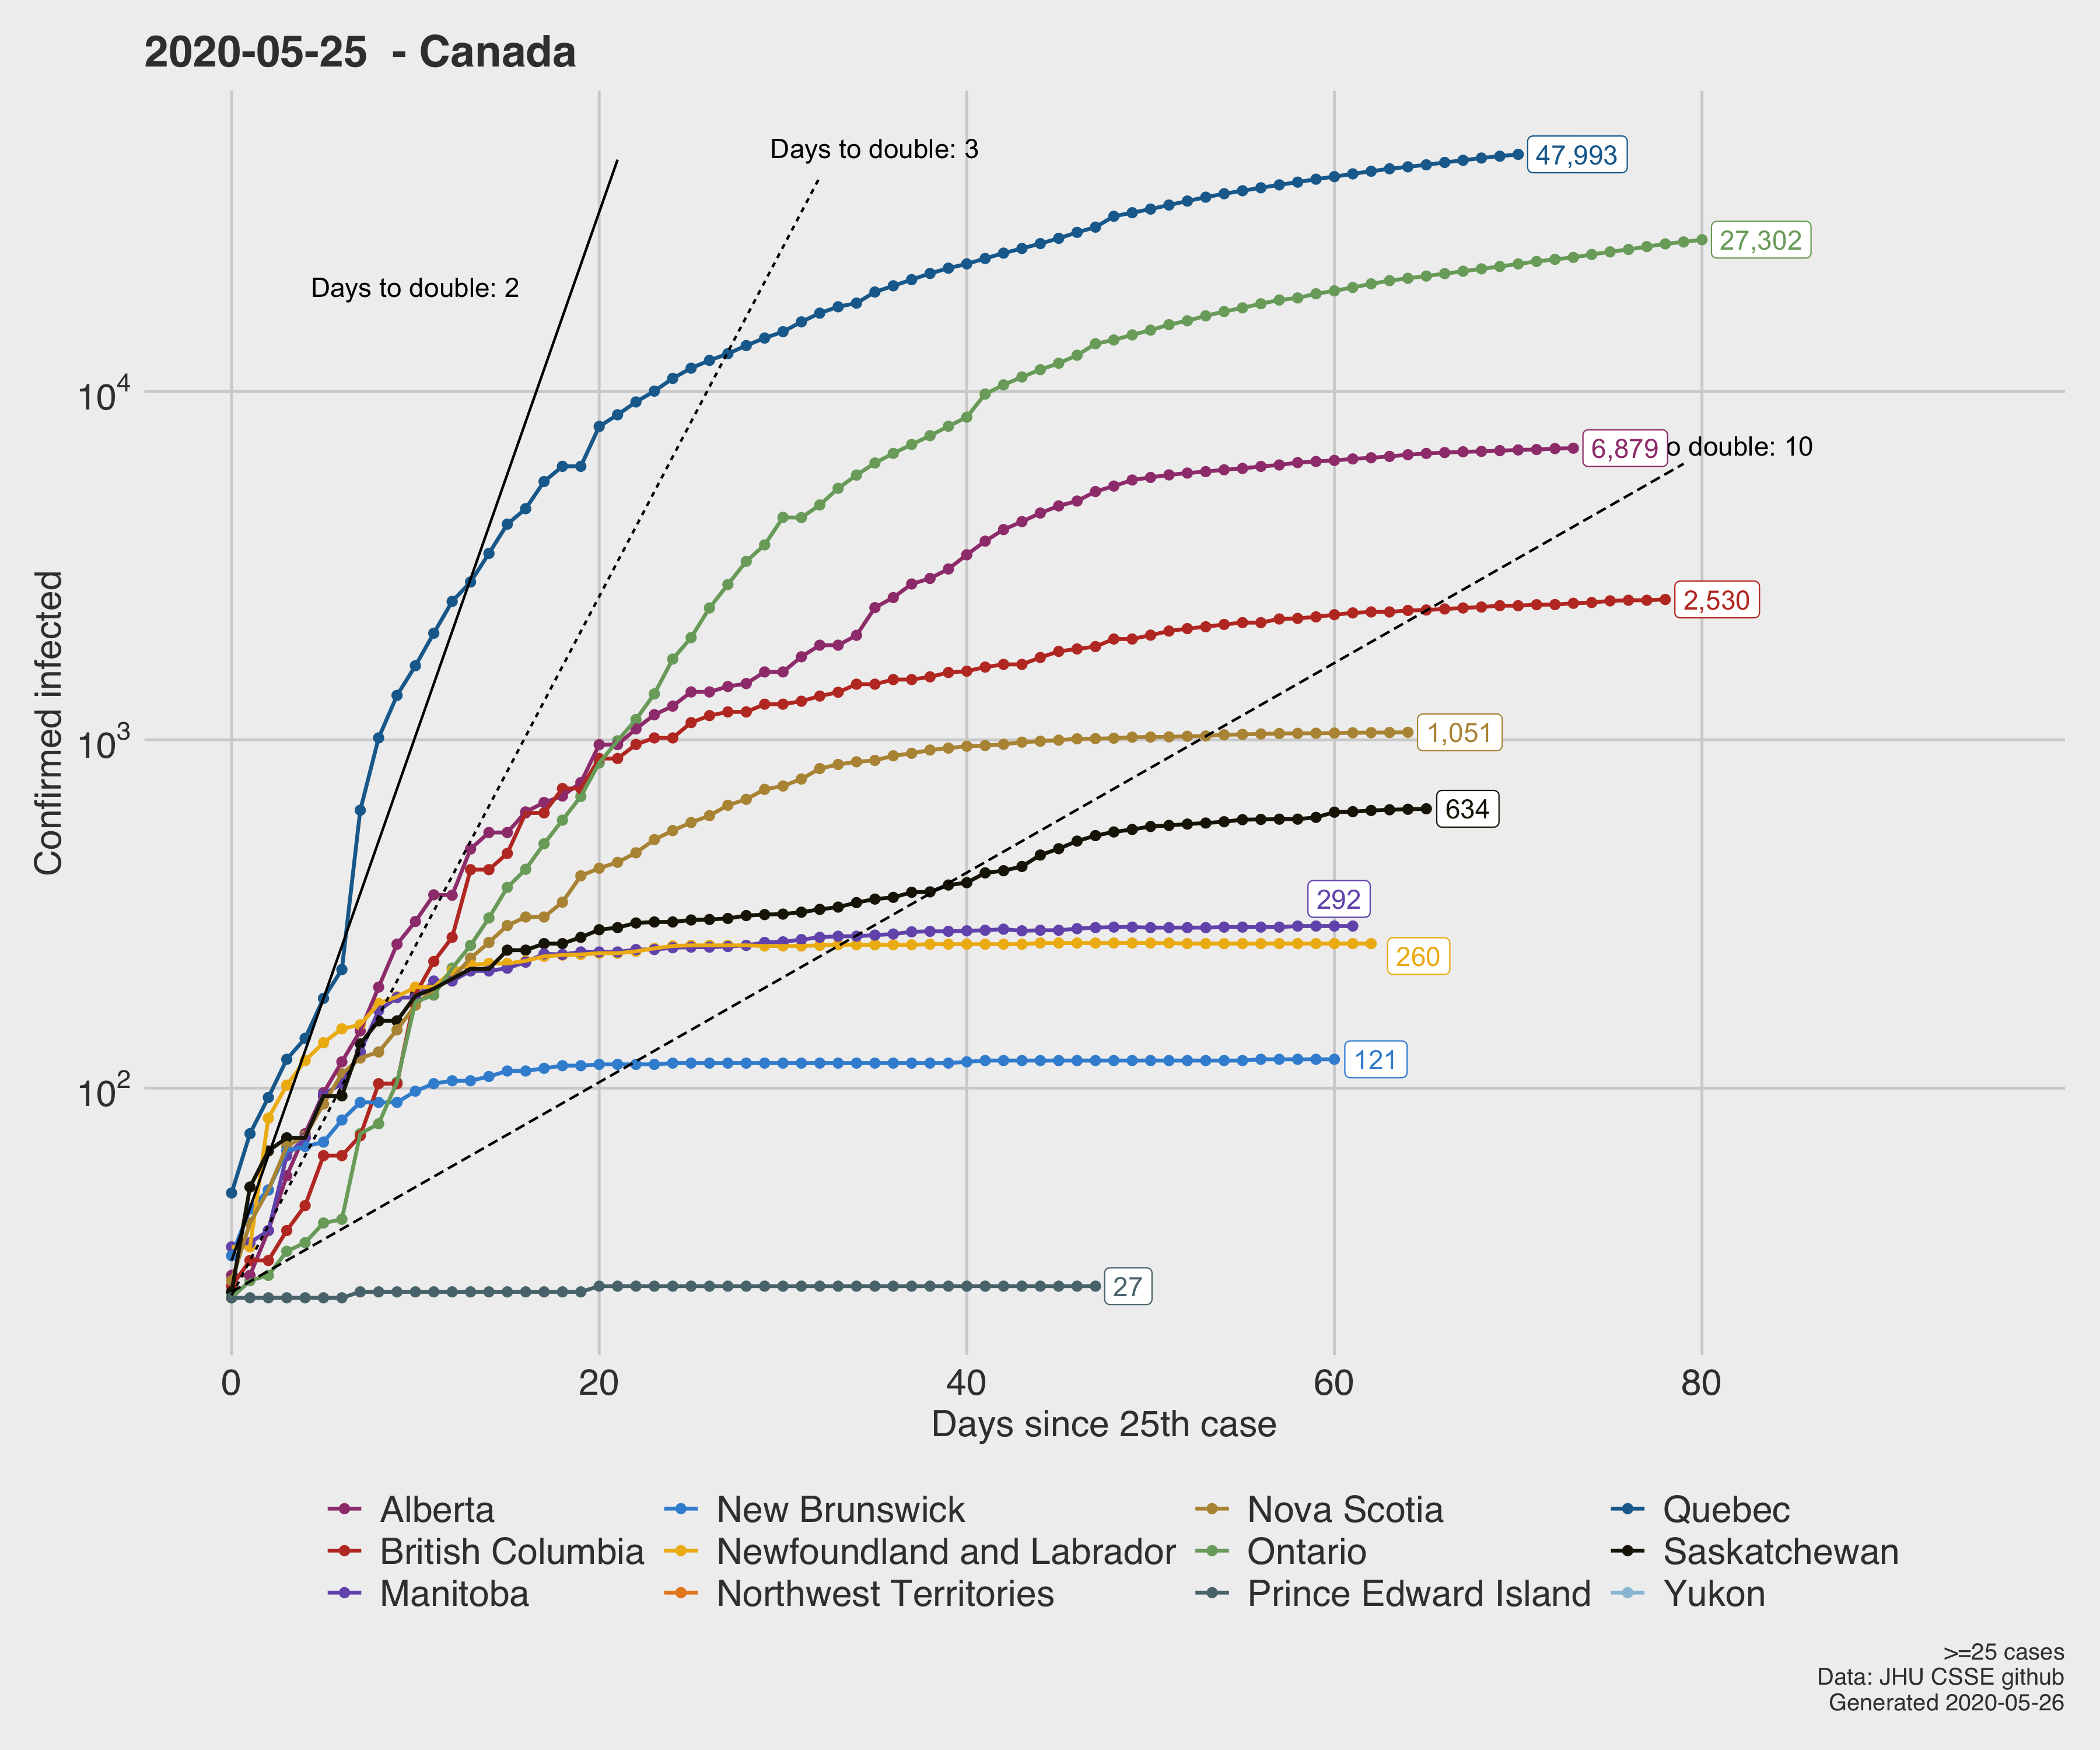 2020-05-25  - Canada
Days to double: 3
47,993
27,302
Days to double: 2
10^4
6,879
o double: 10
2,530
10^3
1,051
634
292
260
121
10^2
27
Confirmed infected
0 20 40 60 80
Days since 25th case
Alberta New Brunswick Nova Scotia Quebec
British Columbia Newfoundland and Labrador Ontario Saskatchewan
Manitoba Northwest Territories Prince Edward Island Yukon
>=25 cases
Data: JHU CSSE github
Generated 2020-05-26